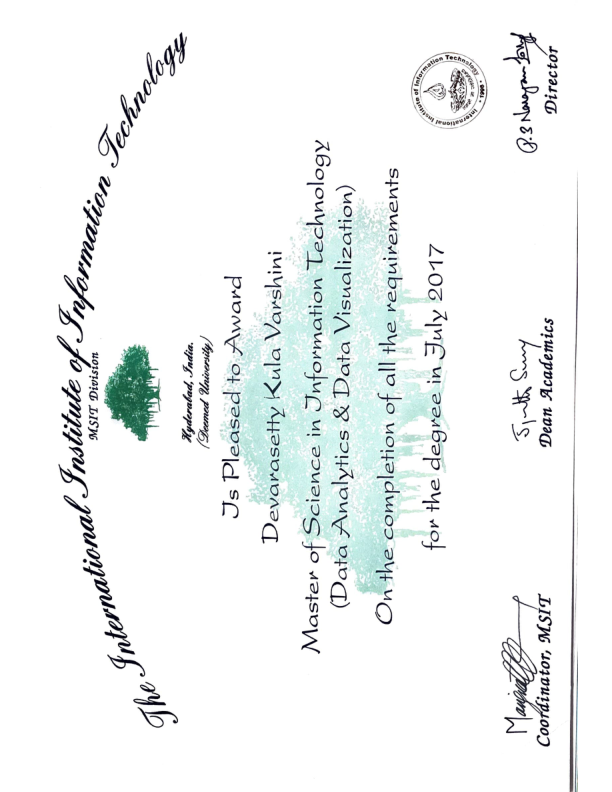 The International Institute of Information Technology
MSIT Division
Hyderabad, India.
(Deemed University)
Is Pleased to Award
Devarasetty Kula Varshini
Master of Science in Information Technology
(Data Analytics & Data Visualization)
On the completion of all the requirements
for the degree in July 2017
International Institute of Information Technology
Coordinator, MSIT
Dean Academics
P.J Narayanan
Director